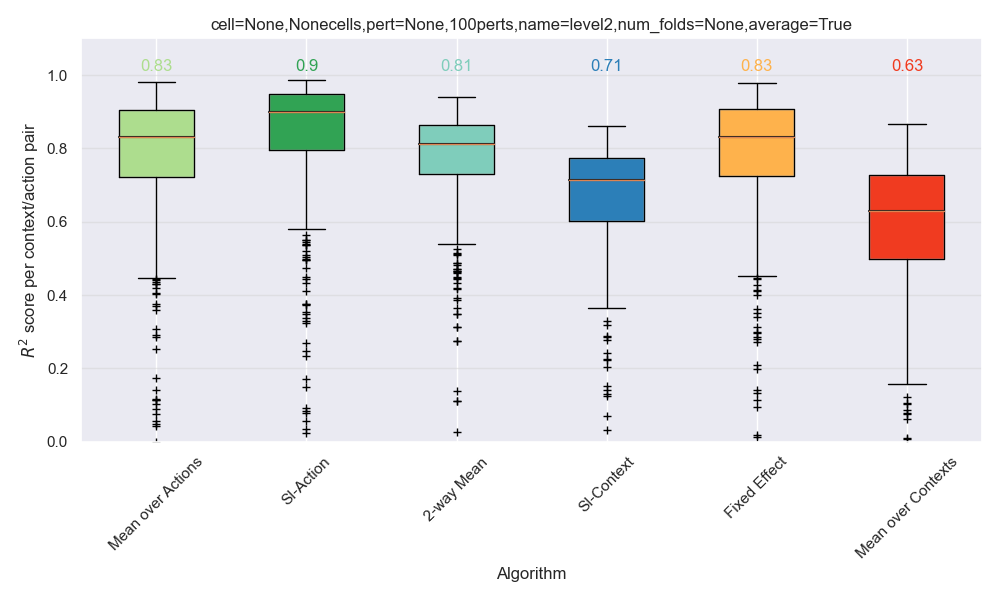 cell=None,Nonecells,pert=None,100perts,name=level2,num_folds=None,average=True
0.83
0.9
0.81
0.71
0.83
0.63
1.0
0.8
0.6
0.4
0.2
0.0
R² score per context/action pair
Mean over Actions
SI-Action
2-way Mean
SI-Context
Fixed Effect
Mean over Contexts
Algorithm